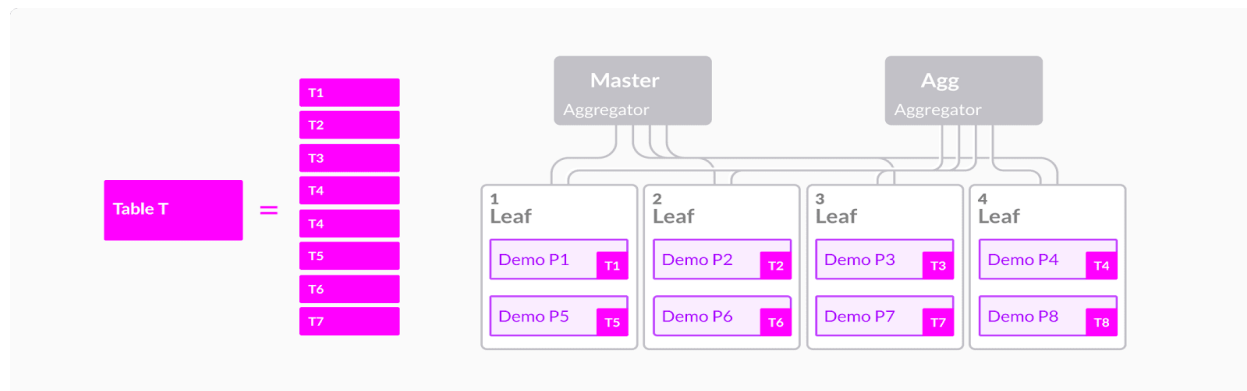 Table T
=
T1
T2
T3
T4
T4
T5
T6
T7
Master
Aggregator
Agg
Aggregator
1
Leaf
Demo P1 T1
Demo P5 T5
2
Leaf
Demo P2 T2
Demo P6 T6
3
Leaf
Demo P3 T3
Demo P7 T7
4
Leaf
Demo P4 T4
Demo P8 T8